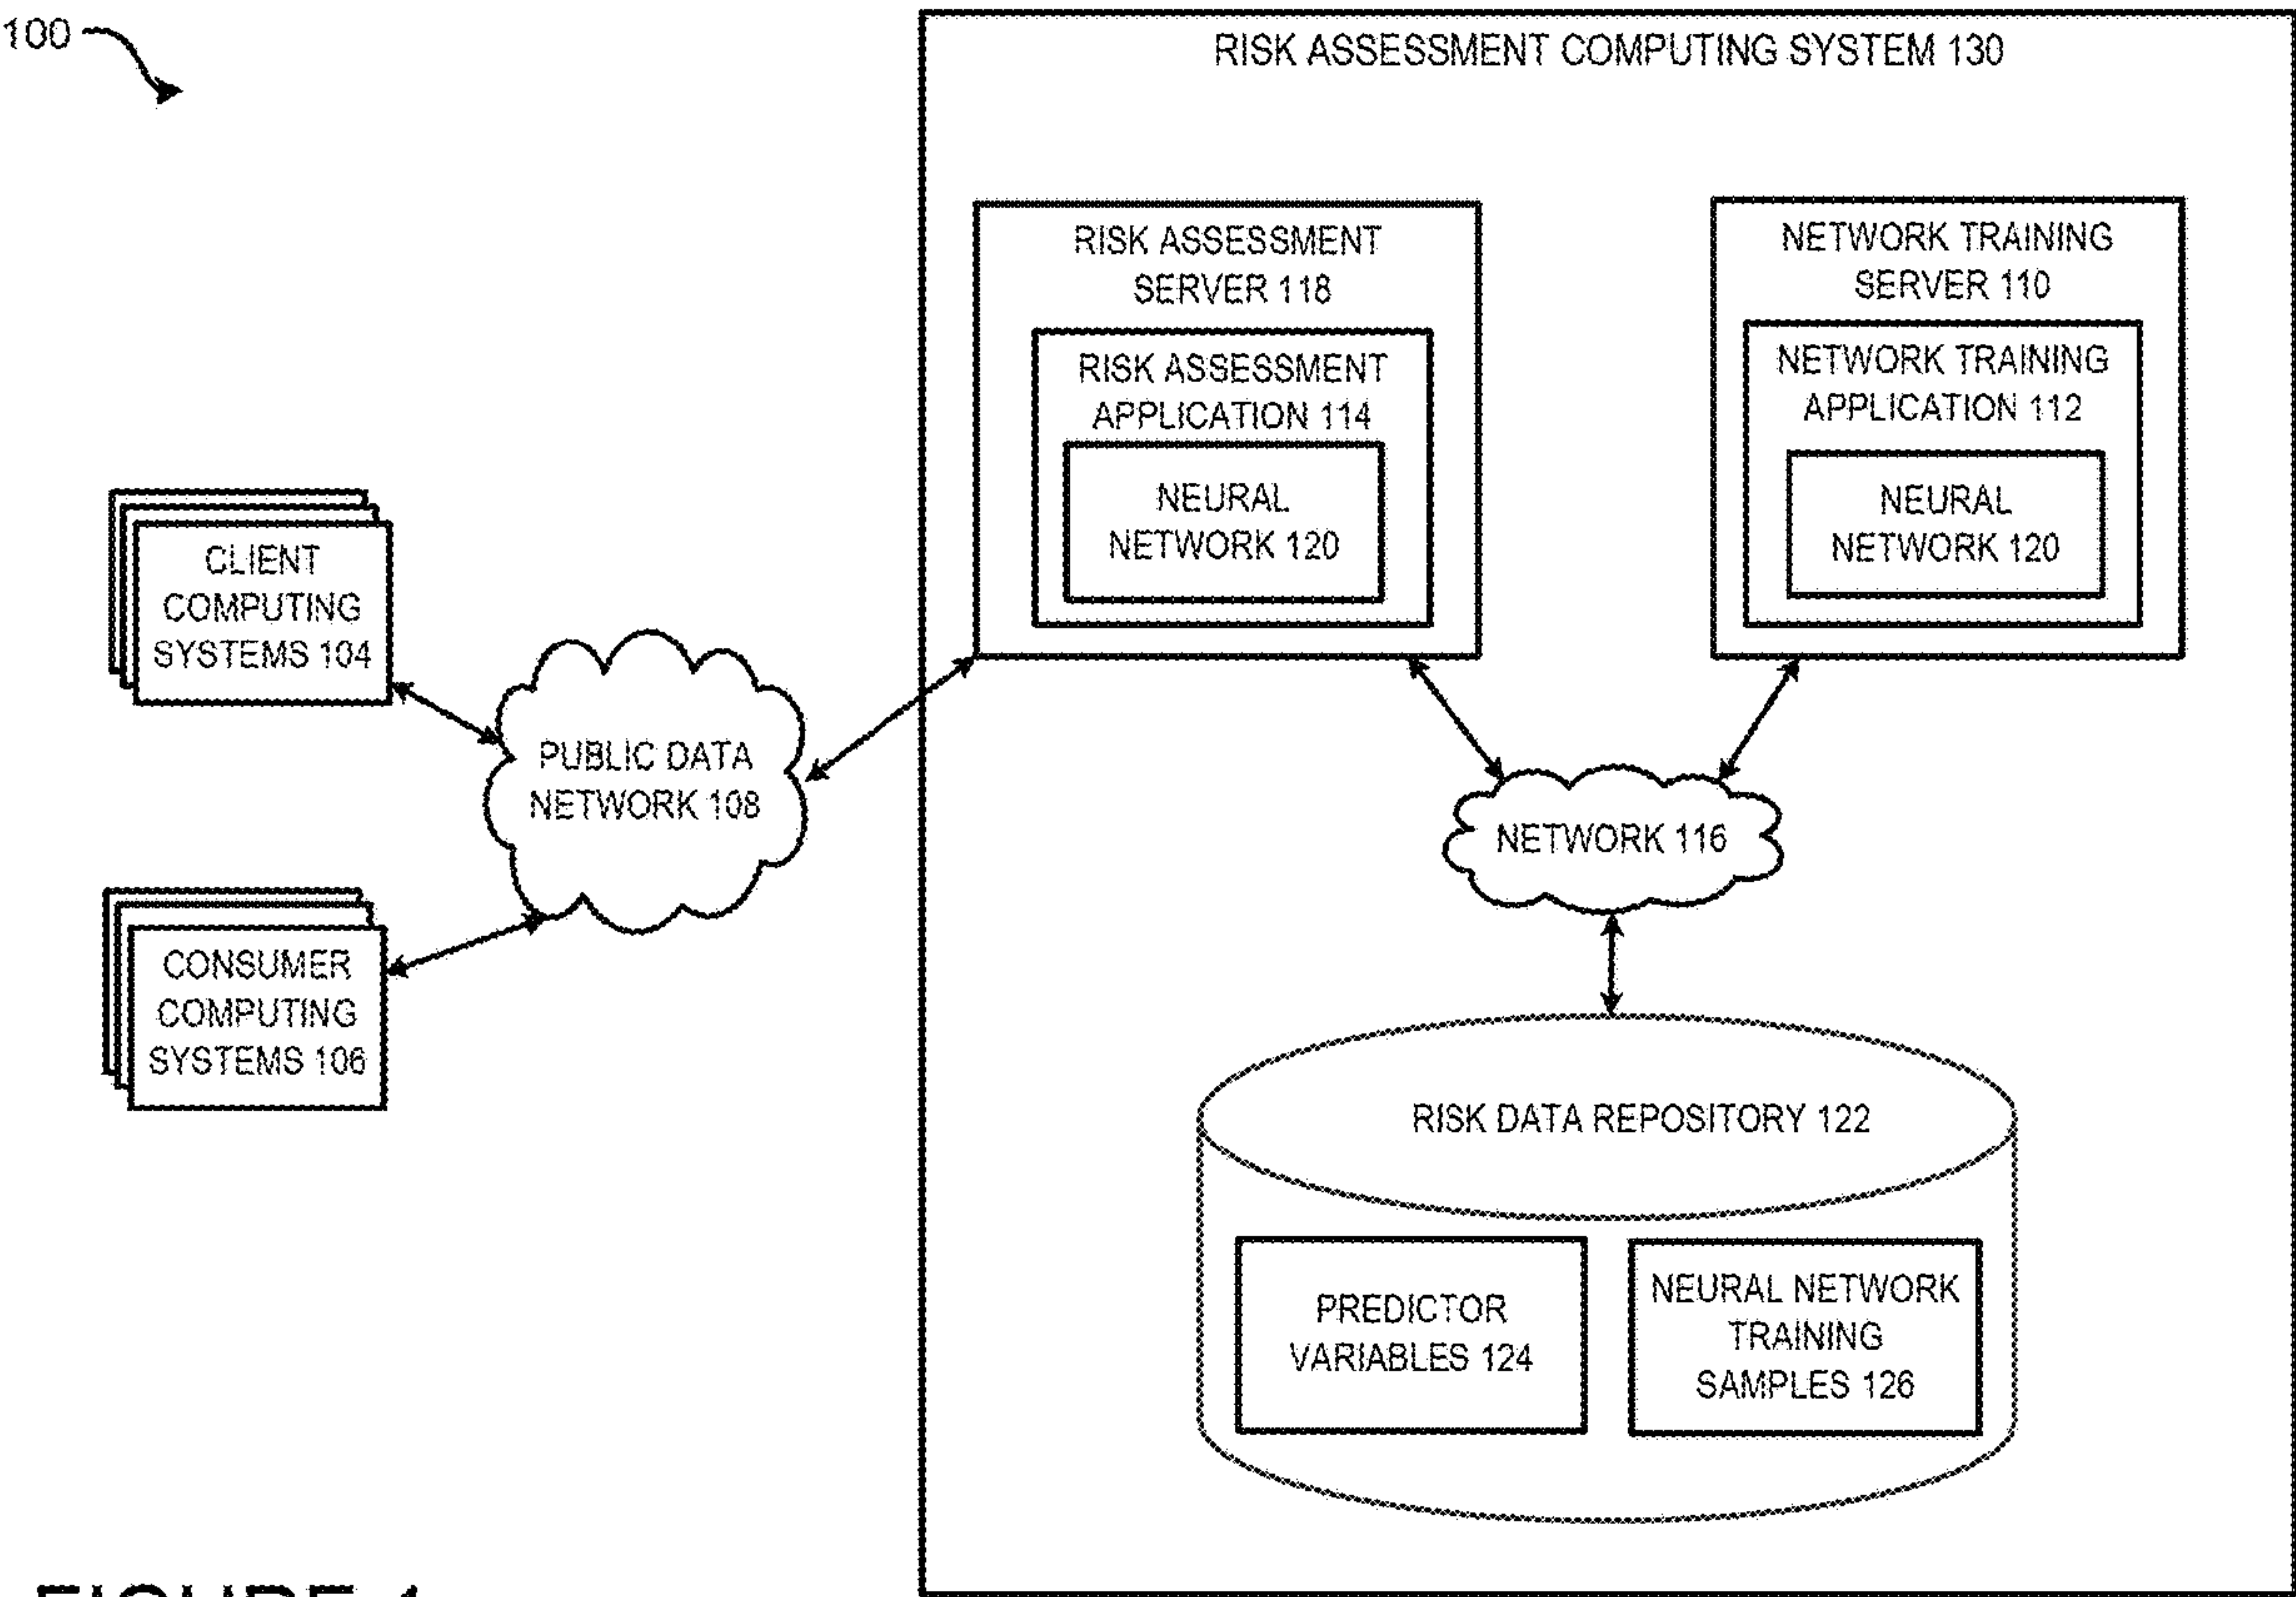 100
RISK ASSESSMENT COMPUTING SYSTEM 130
RISK ASSESSMENT
SERVER 118
RISK ASSESSMENT
APPLICATION 114
NEURAL
NETWORK 120
NETWORK TRAINING
SERVER 110
NETWORK TRAINING
APPLICATION 112
NEURAL
NETWORK 120
CLIENT
COMPUTING
SYSTEMS 104
PUBLIC DATA
NETWORK 108
NETWORK 116
CONSUMER
COMPUTING
SYSTEMS 106
RISK DATA REPOSITORY 122
PREDICTOR
VARIABLES 124
NEURAL NETWORK
TRAINING
SAMPLES 126
FIGURE 1